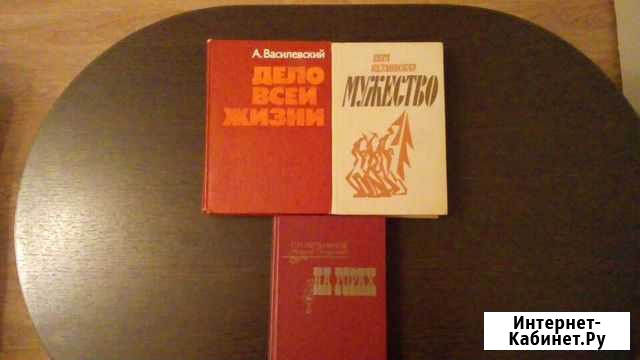 А. Василевский
ДЕЛО
ВСЕЙ
ЖИЗНИ
МУЖЕСТВО
НА ГОРАХ
Интернет-
Кабинет.Ру